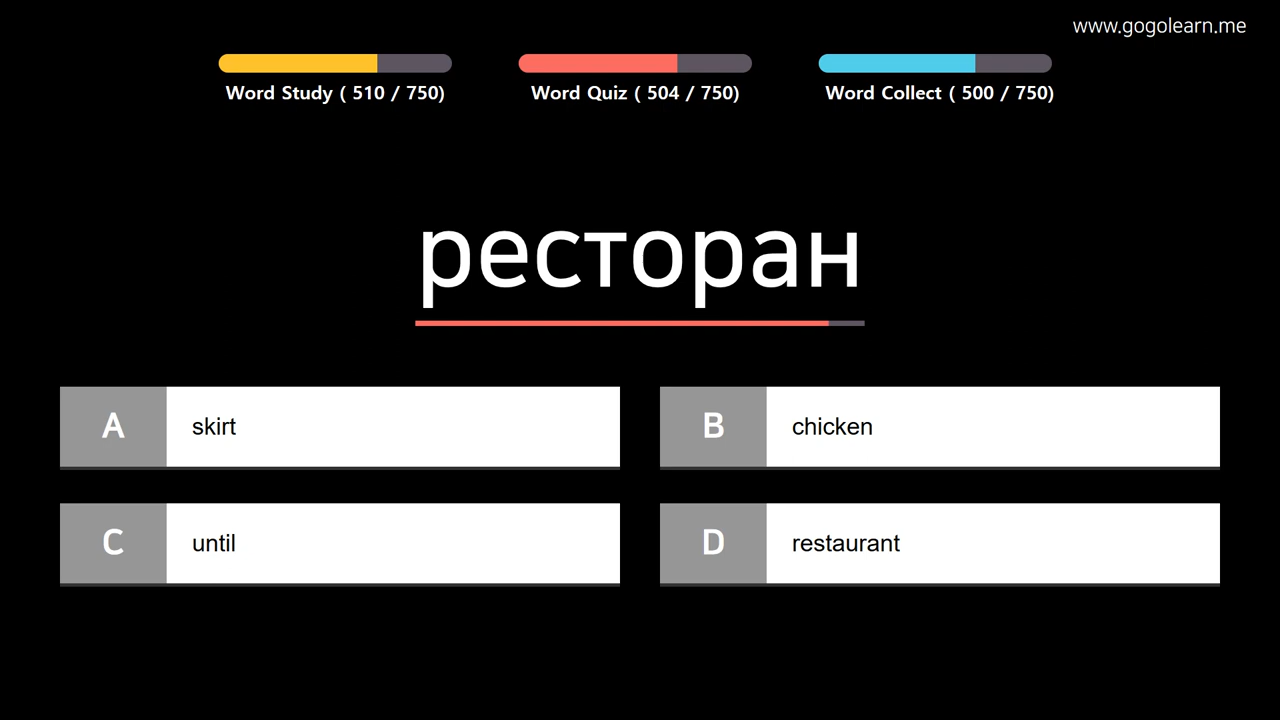 www.gogolearn.me
Word Study ( 510 / 750)
Word Quiz ( 504 / 750)
Word Collect ( 500 / 750)
ресторан
A skirt
B chicken
C until
D restaurant